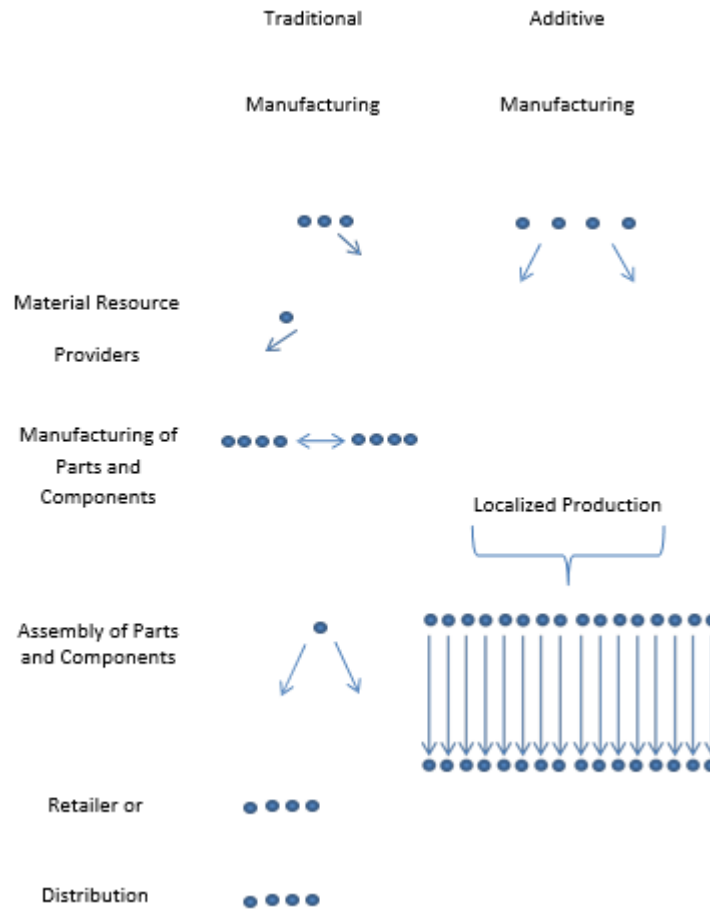 Traditional
Additive
Manufacturing
Manufacturing
Material Resource
Providers
Manufacturing of
Parts and
Components
Localized Production
Assembly of Parts
and Components
Retailer or
Distribution